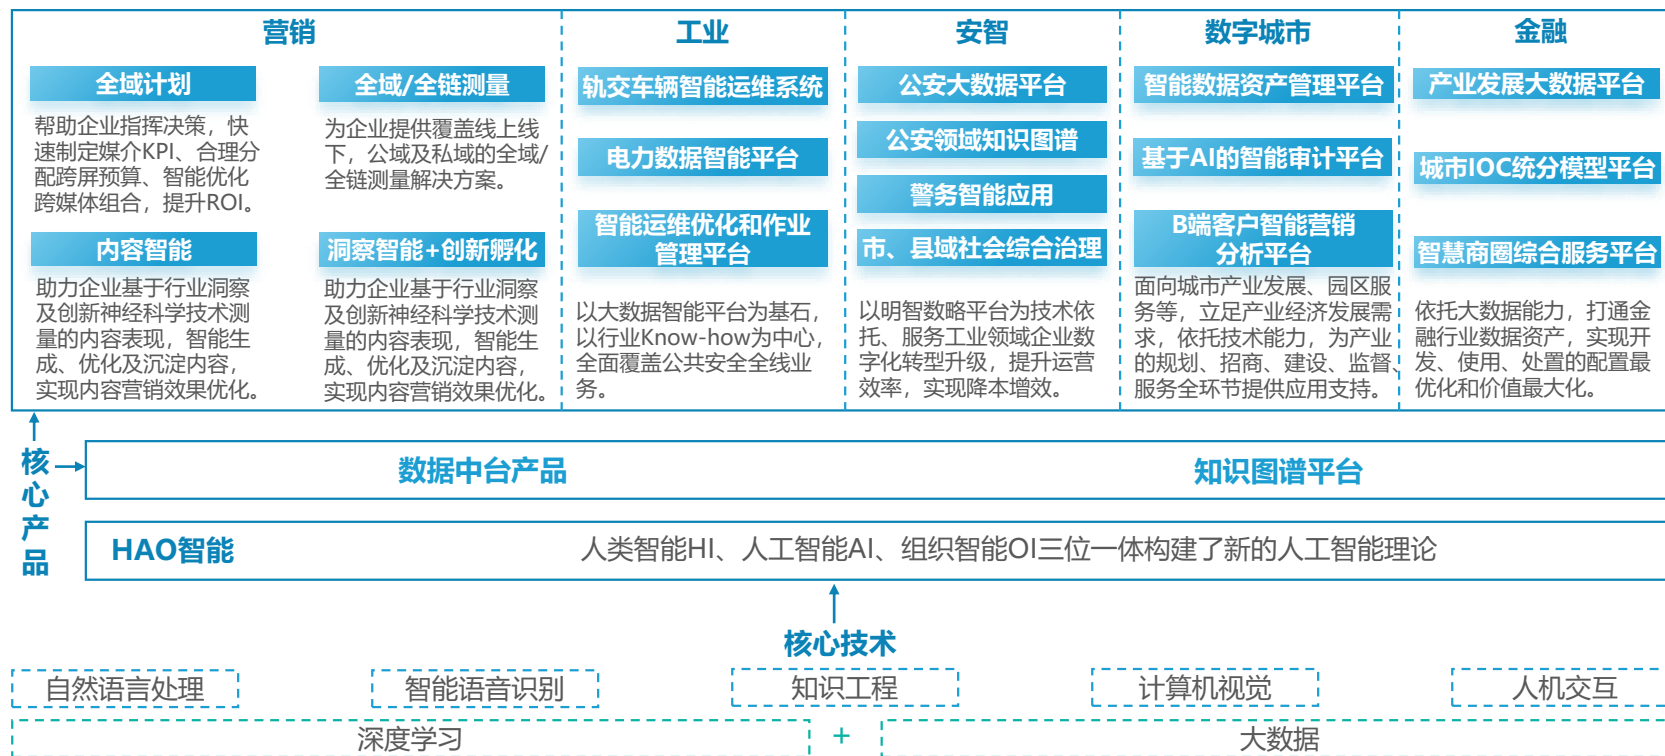 营销
全域计划
帮助企业指挥决策，快
速制定媒介KPI、合理分
配跨屏预算、智能优化
跨媒体组合，提升ROI。
全域/全链测量
为企业提供覆盖线上线
下，公域及私域的全域/
全链测量解决方案。
内容智能
助力企业基于行业洞察
及创新神经科学技术测
量的内容表现，智能生
成、优化及沉淀内容，
实现内容营销效果优化。
洞察智能+创新孵化
助力企业基于行业洞察
及创新神经科学技术测
量的内容表现，智能生
成、优化及沉淀内容，
实现内容营销效果优化。
工业
轨交车辆智能运维系统
电力数据智能平台
智能运维优化和作业
管理平台
以大数据智能平台为基石，
以行业Know-how为中心，
全面覆盖公共安全全线业
务。
安智
公安大数据平台
公安领域知识图谱
警务智能应用
市、县域社会综合治理
以明智数略平台为技术依
托、服务工业领域企业数
字化转型升级，提升运营
效率，实现降本增效。
数字城市
智能数据资产管理平台
基于AI的智能审计平台
B端客户智能营销
分析平台
面向城市产业发展、园区服
务等，立足产业经济发展需
求，依托技术能力，为产业
的规划、招商、建设、监督、
服务全环节提供应用支持。
金融
产业发展大数据平台
城市IOC统分模型平台
智慧商圈综合服务平台
依托大数据能力，打通金
融行业数据资产，实现开
发、使用、处置的配置最
优化和价值最大化。
核心产品
数据中台产品
知识图谱平台
HAO智能
人类智能HI、人工智能AI、组织智能OI三位一体构建了新的人工智能理论
核心技术
自然语言处理
智能语音识别
知识工程
计算机视觉
人机交互
深度学习
+
大数据